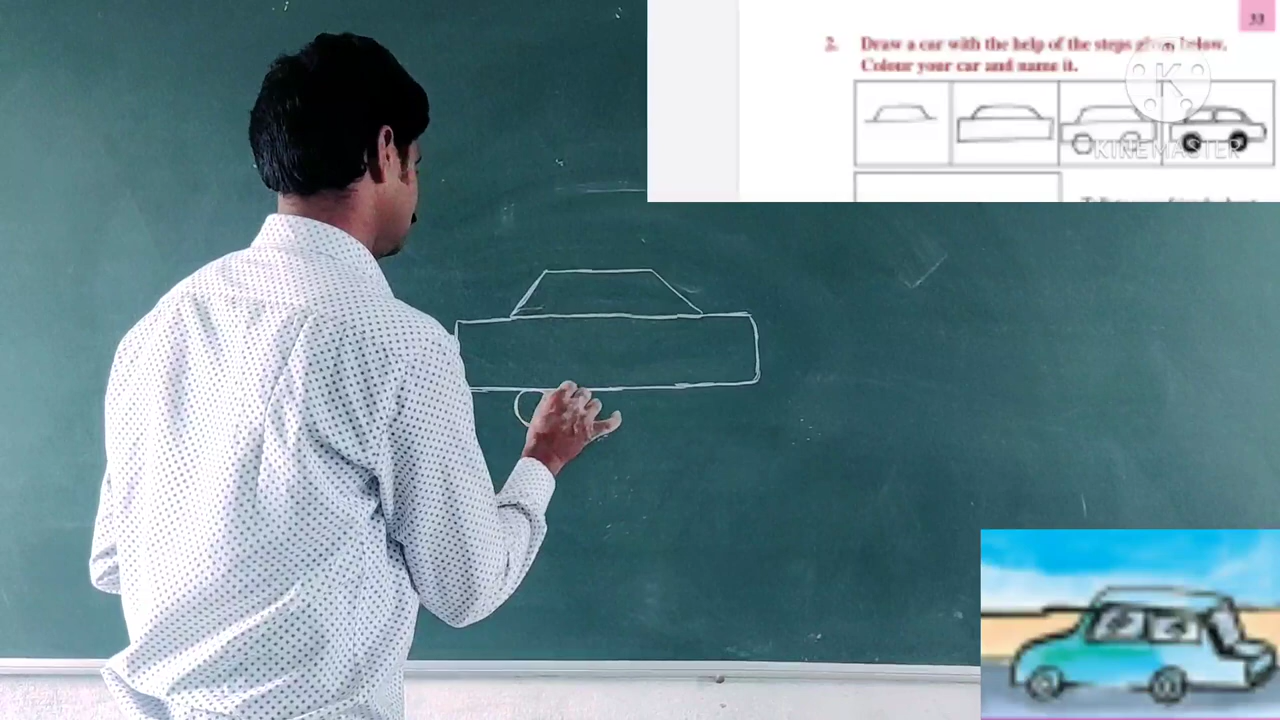 33
2. Draw a car with the help of the steps given below.
Colour your car and name it.
KINEMASTER